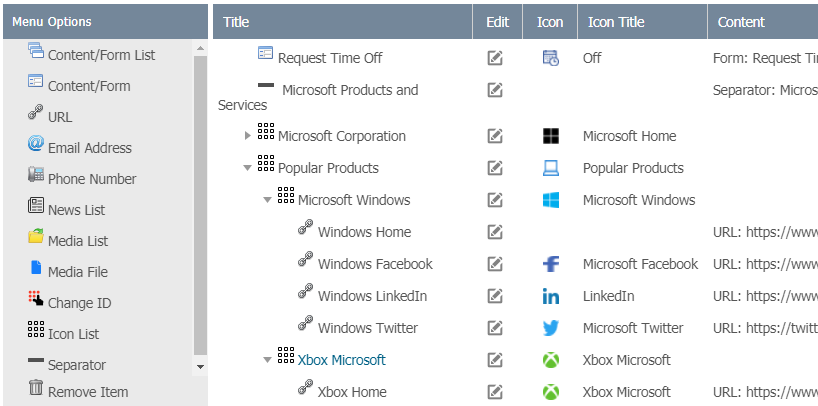 Menu Options
Content/Form List
Content/Form
URL
Email Address
Phone Number
News List
Media List
Media File
Change ID
Icon List
Separator
Remove Item
Title Edit Icon Icon Title Content
Request Time Off Off Form: Request Ti
Microsoft Products and Separator: Micros
Services
Microsoft Corporation Microsoft Home
Popular Products Popular Products
Microsoft Windows Microsoft Windows
Windows Home URL: https://www
Windows Facebook Microsoft Facebook URL: https://www
Windows LinkedIn LinkedIn URL: https://www
Windows Twitter Microsoft Twitter URL: https://twitt
Xbox Microsoft Xbox Microsoft
Xbox Home Xbox Microsoft URL: https://www